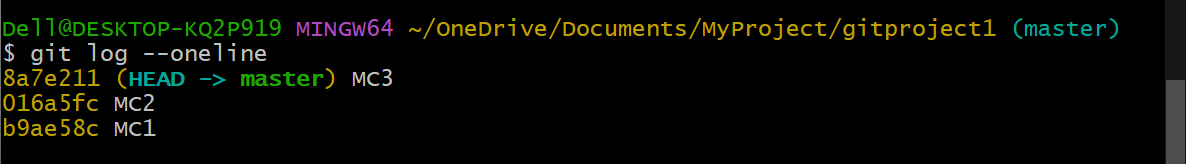 Dell@DESKTOP-KQ2P919 MINGW64 ~/OneDrive/Documents/MyProject/gitproject1 (master)
$ git log --oneline
8a7e211 (HEAD -> master) MC3
016a5fc MC2
b9ae58c MC1